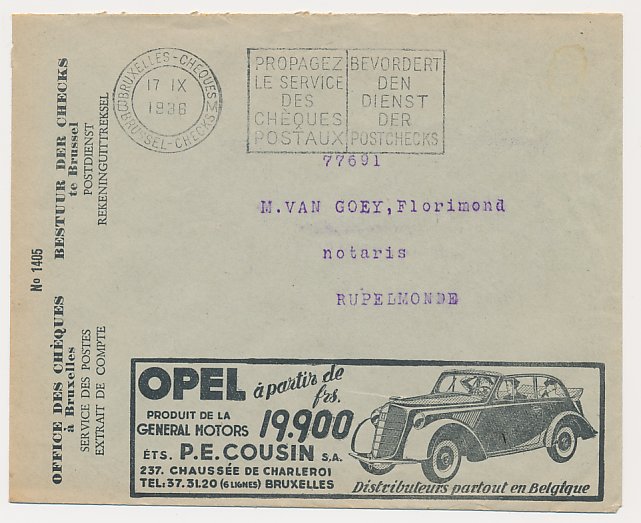 BRUXELLES-CHEQUES
17 IX
1936
BRUSSEL-CHECKS
PROPAGEZ
LE SERVICE
DES
CHÈQUES
POSTAUX
BEVORDERT
DEN
DIENST
DER
POSTCHECKS
77691
M.VAN GOEY,Florimond
notaris
RUPELMONDE
No 1405
OFFICE DES CHÈQUES
à Bruxelles
SERVICE DES POSTES
EXTRAIT DE COMPTE
BESTUUR DER CHECKS
te Brussel
POSTDIENST
REKENINGUITTREKSEL
OPEL à partir de
frs.
PRODUIT DE LA
GENERAL MOTORS 19.900
ÉTS. P.E.COUSIN S.A.
237. CHAUSSÉE DE CHARLEROI
TEL: 37.31.20 (6 LIGNES) BRUXELLES
Distributeurs partout en Belgique